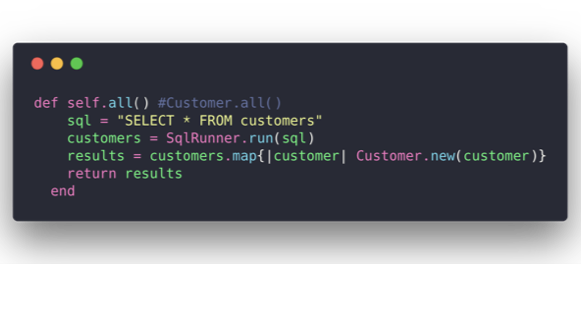 def self.all() #Customer.all()
sql = "SELECT * FROM customers"
customers = SqlRunner.run(sql)
results = customers.map{|customer| Customer.new(customer)}
return results
end